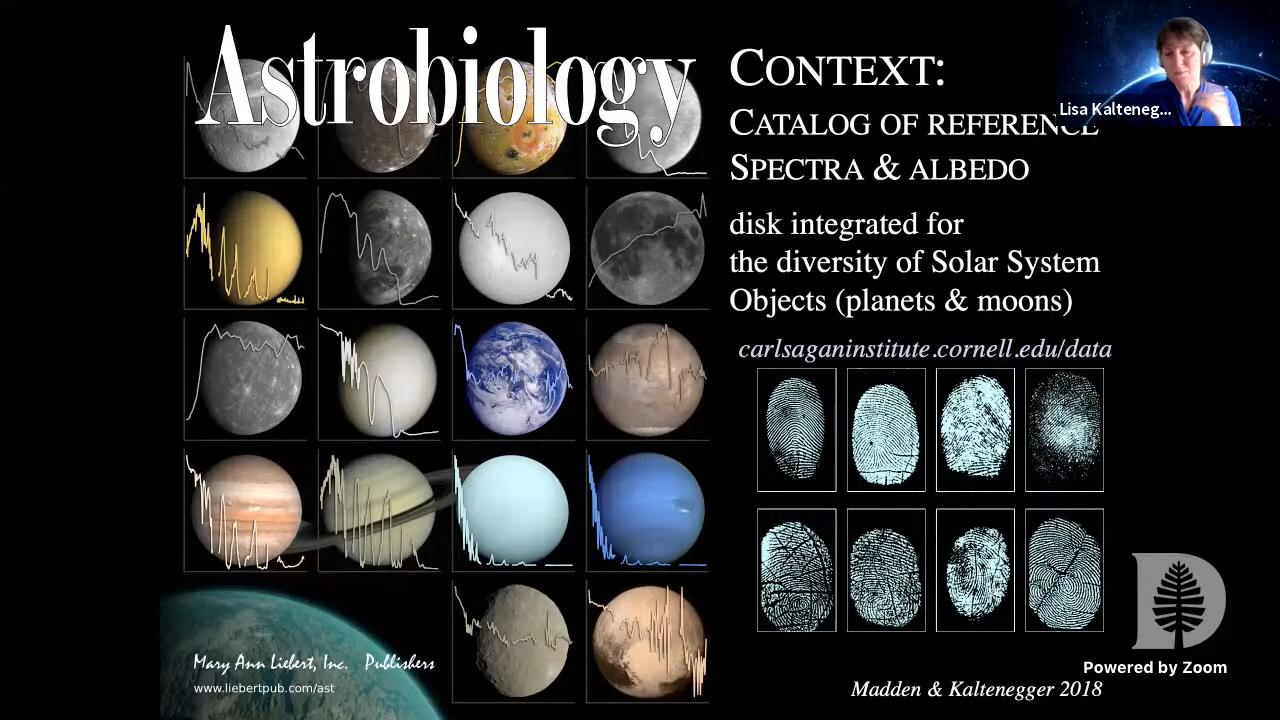 Astrobiology
CONTEXT:
CATALOG OF REFERENCE
SPECTRA & ALBEDO
disk integrated for
the diversity of Solar System
Objects (planets & moons)
carlsaganinstitute.cornell.edu/data
Lisa Kalteneg...
Mary Ann Liebert, Inc. Publishers
www.liebertpub.com/ast
D
Powered by Zoom
Madden & Kaltenegger 2018